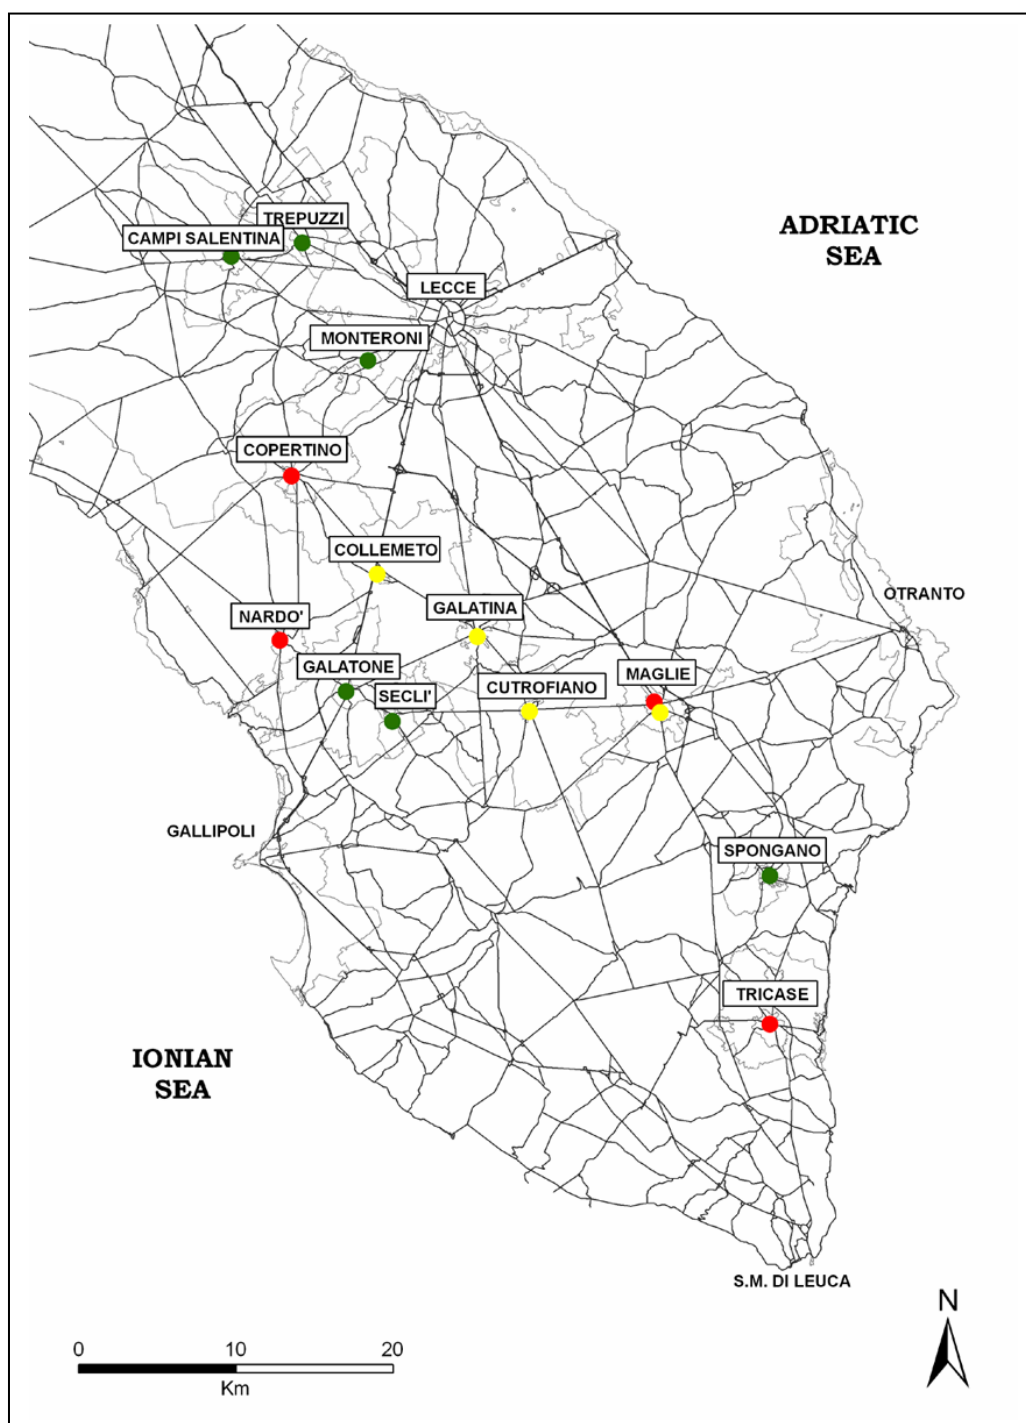 TREPUZZI
CAMPI SALENTINA
ADRIATIC
SEA
LECCE
MONTERONI
COPERTINO
COLLEMETO
OTRANTO
NARDO'
GALATINA
GALATONE
MAGLIE
SECLI'
CUTROFIANO
GALLIPOLI
SPONGANO
TRICASE
IONIAN
SEA
S.M. DI LEUCA
N
0 10 20
Km